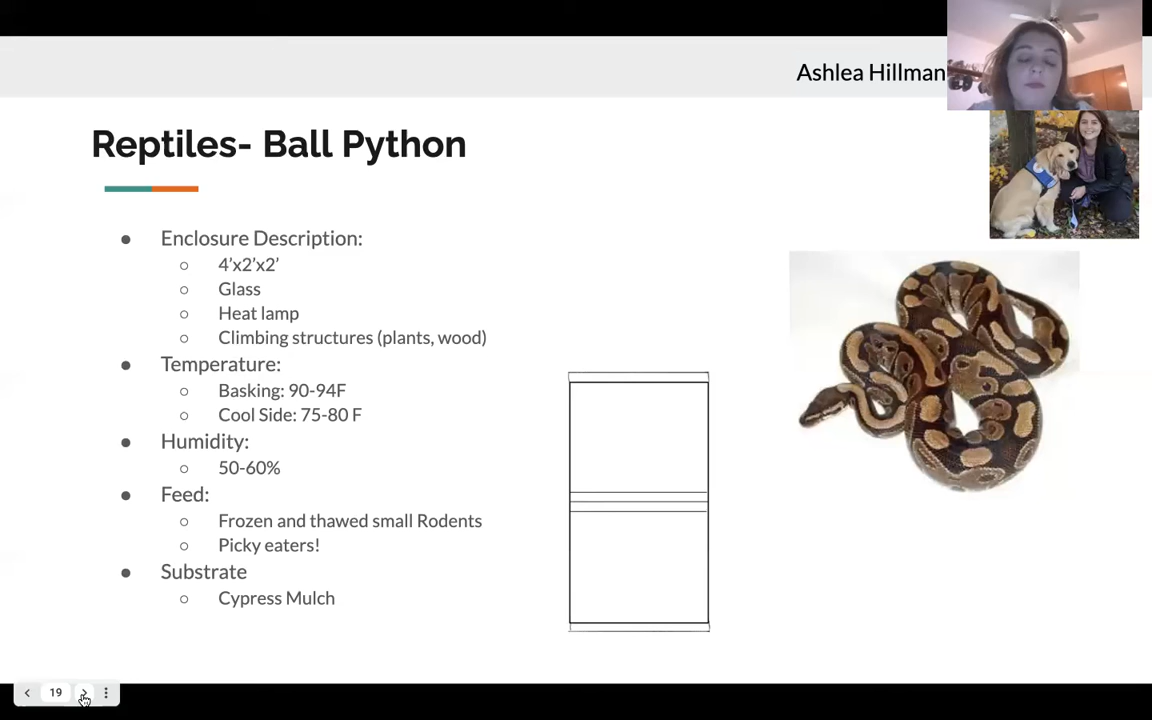 Ashlea Hillman
Reptiles- Ball Python
● Enclosure Description:
○ 4’x2’x2’
○ Glass
○ Heat lamp
○ Climbing structures (plants, wood)
● Temperature:
○ Basking: 90-94F
○ Cool Side: 75-80 F
● Humidity:
○ 50-60%
● Feed:
○ Frozen and thawed small Rodents
○ Picky eaters!
● Substrate
○ Cypress Mulch
19